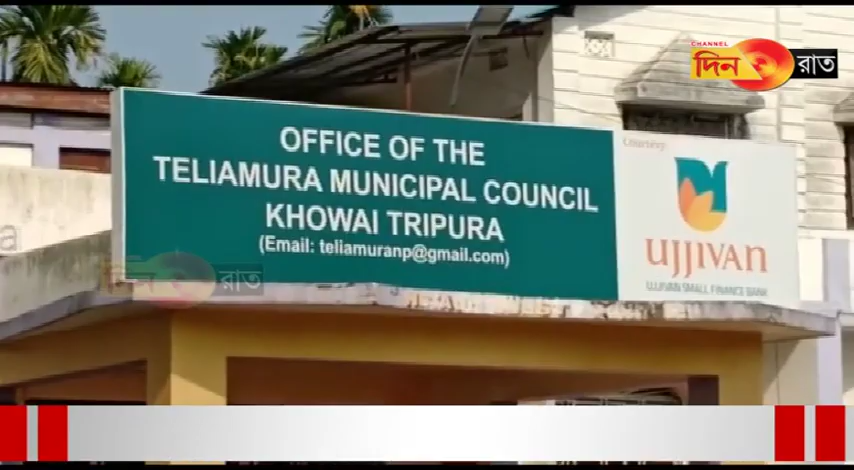 CHANNEL
দিন রাত
OFFICE OF THE
TELIAMURA MUNICIPAL COUNCIL
KHOWAI TRIPURA
(Email: teliamuranp@gmail.com)
Courtesy:
UJJIVAN
UJJIVAN SMALL FINANCE BANK
দিন রাত